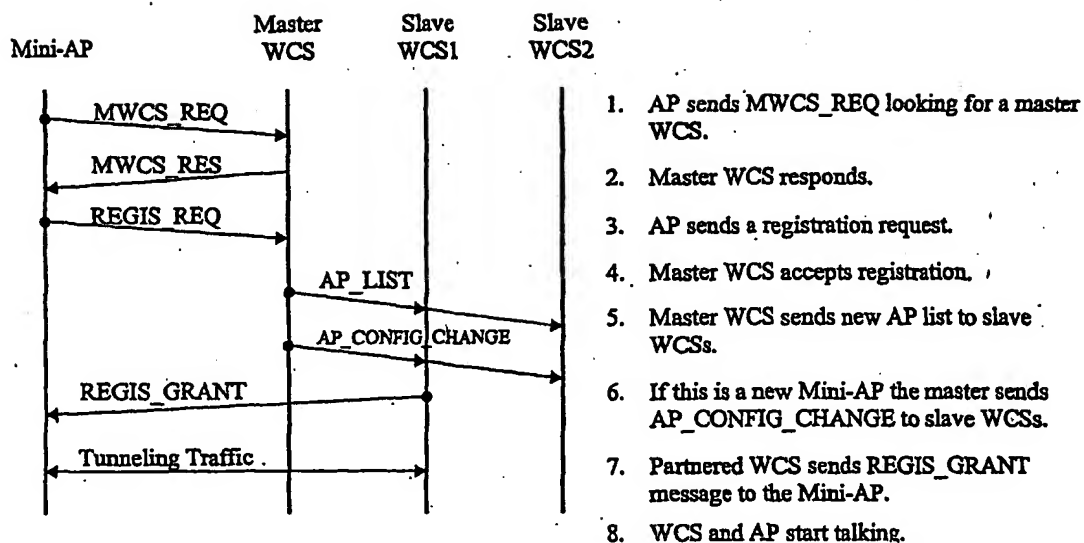 Mini-AP
Master
WCS
Slave
WCS1
Slave
WCS2
MWCS_REQ
MWCS_RES
REGIS_REQ
AP_LIST
AP_CONFIG_CHANGE
REGIS_GRANT
Tunneling Traffic
1. AP sends MWCS_REQ looking for a master
WCS.
2. Master WCS responds.
3. AP sends a registration request.
4. Master WCS accepts registration.
5. Master WCS sends new AP list to slave
WCSs.
6. If this is a new Mini-AP the master sends
AP_CONFIG_CHANGE to slave WCSs.
7. Partnered WCS sends REGIS_GRANT
message to the Mini-AP.
8. WCS and AP start talking.